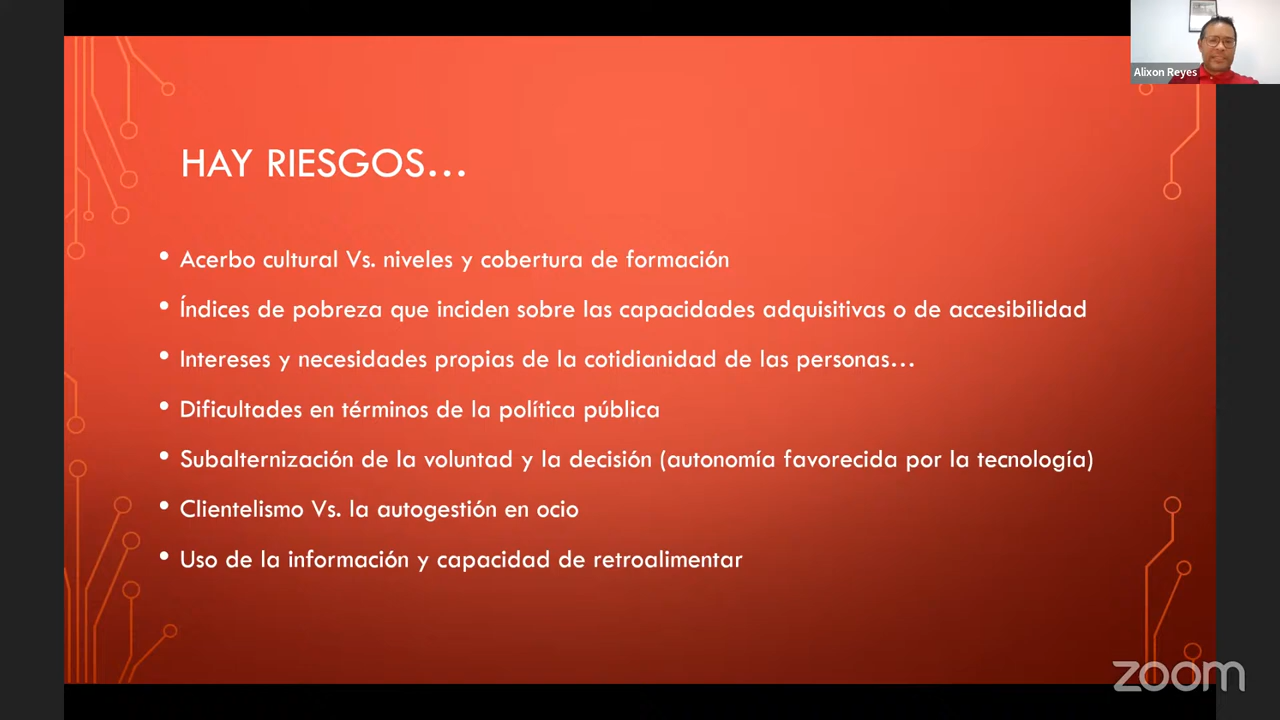 Alixon Reyes
HAY RIESGOS...
• Acerbo cultural Vs. niveles y cobertura de formación
• Índices de pobreza que inciden sobre las capacidades adquisitivas o de accesibilidad
• Intereses y necesidades propias de la cotidianidad de las personas...
• Dificultades en términos de la política pública
• Subalternización de la voluntad y la decisión (autonomía favorecida por la tecnología)
• Clientelismo Vs. la autogestión en ocio
• Uso de la información y capacidad de retroalimentar
zoom